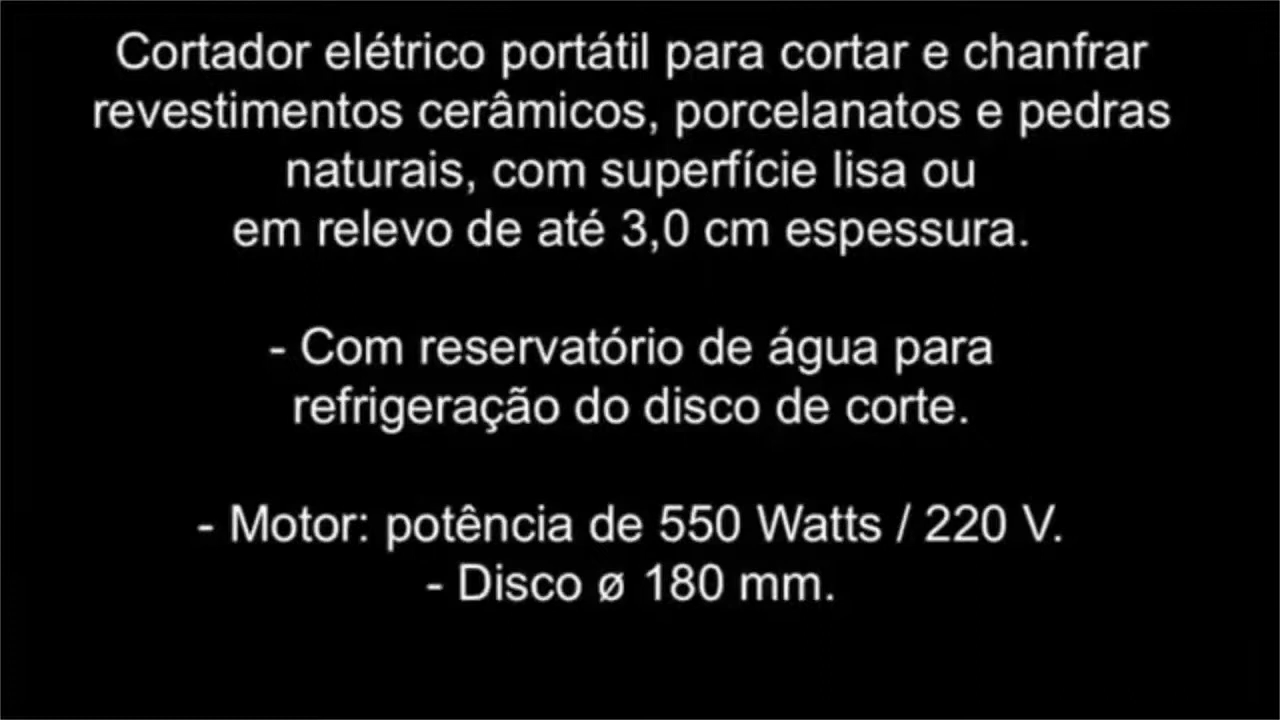 Cortador elétrico portátil para cortar e chanfrar
revestimentos cerâmicos, porcelanatos e pedras
naturais, com superfície lisa ou
em relevo de até 3,0 cm espessura.
- Com reservatório de água para
refrigeração do disco de corte.
- Motor: potência de 550 Watts / 220 V.
- Disco ø 180 mm.